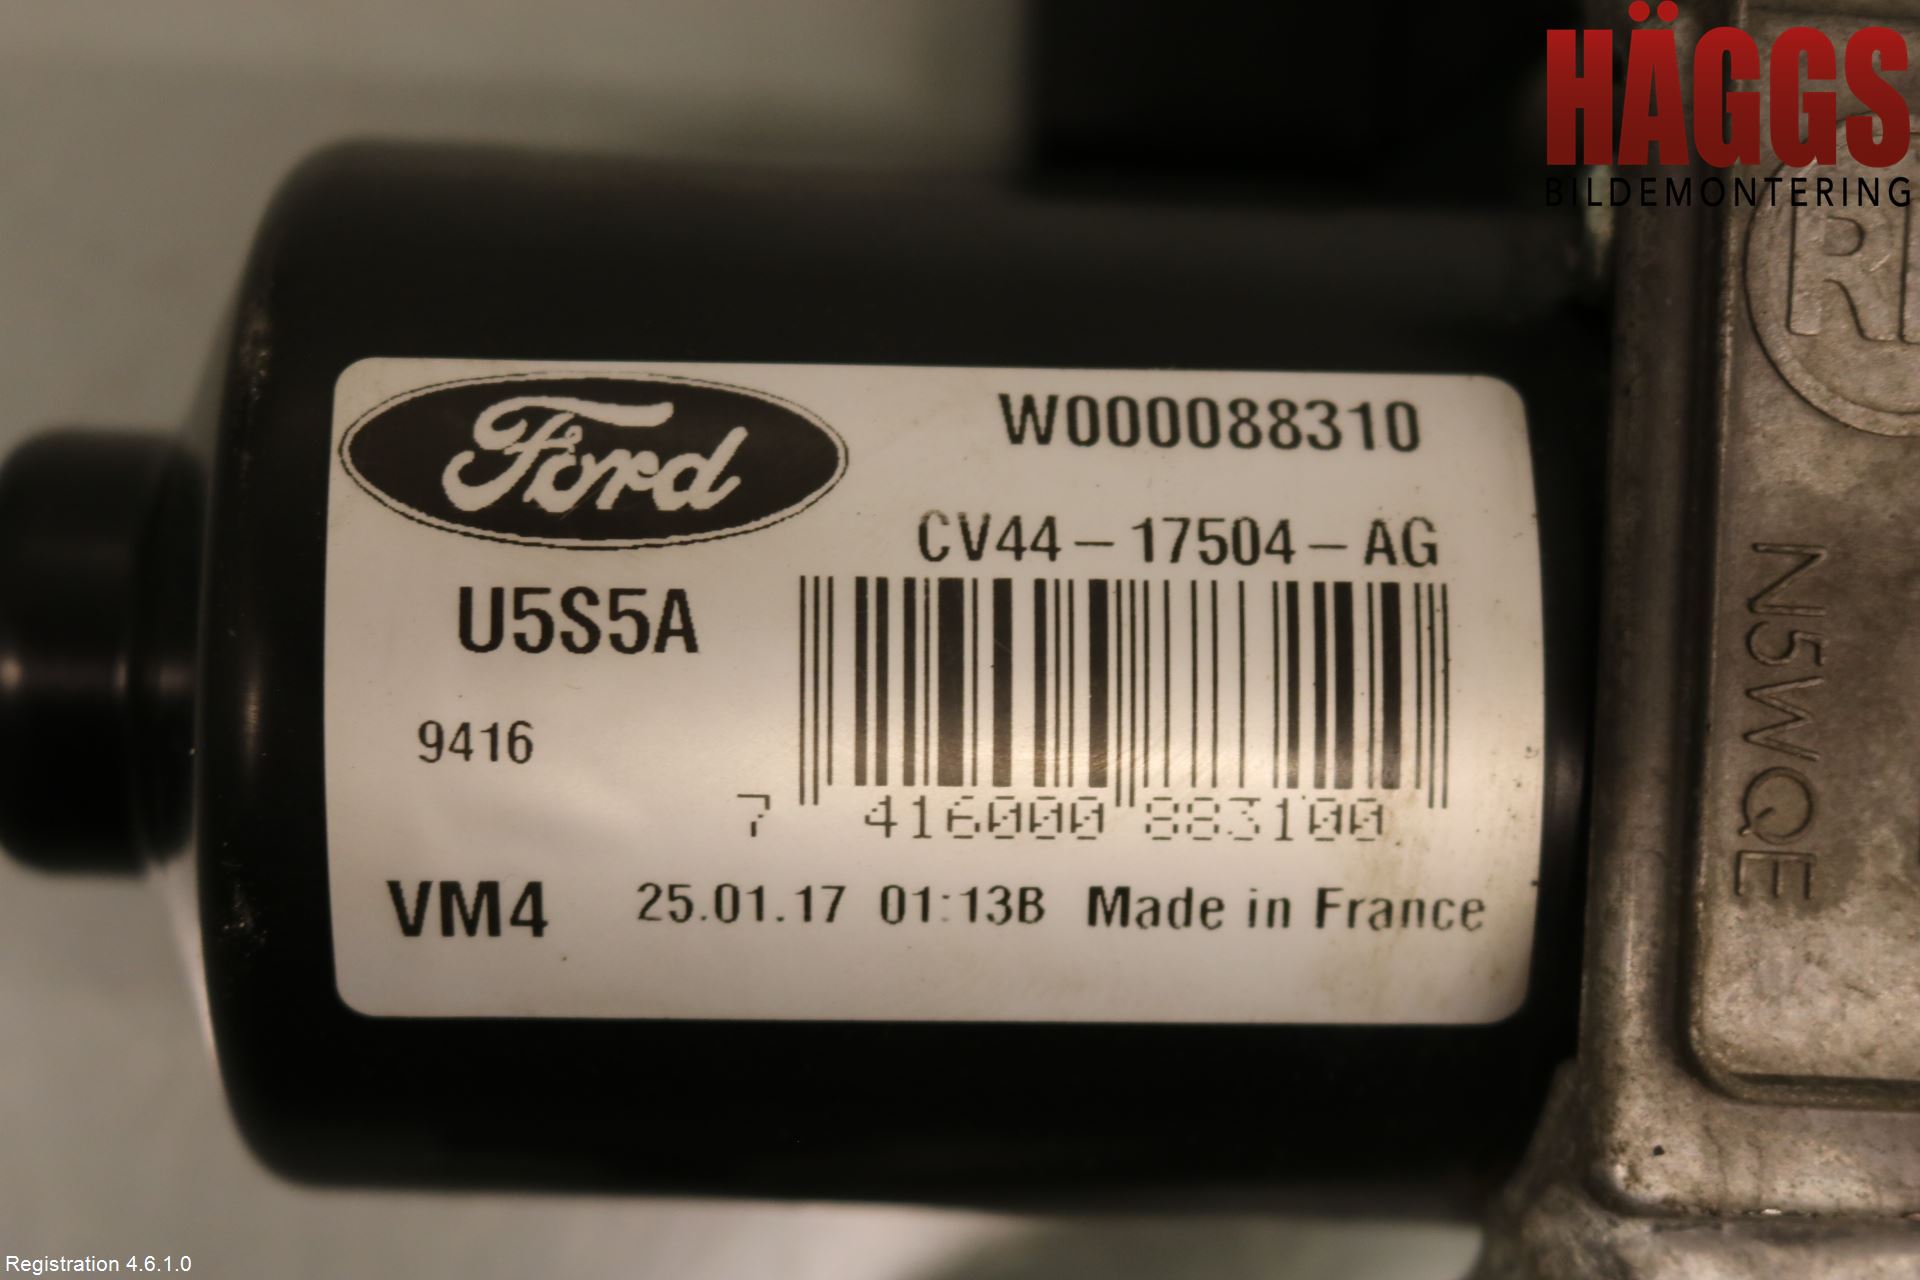 HÄGGS
BILDEMONTERING
Ford
W000088310
CV44-17504-AG
U5S5A
9416
7 416000 883100
VM4 25.01.17 01:13B Made in France
N5WQE
Registration 4.6.1.0